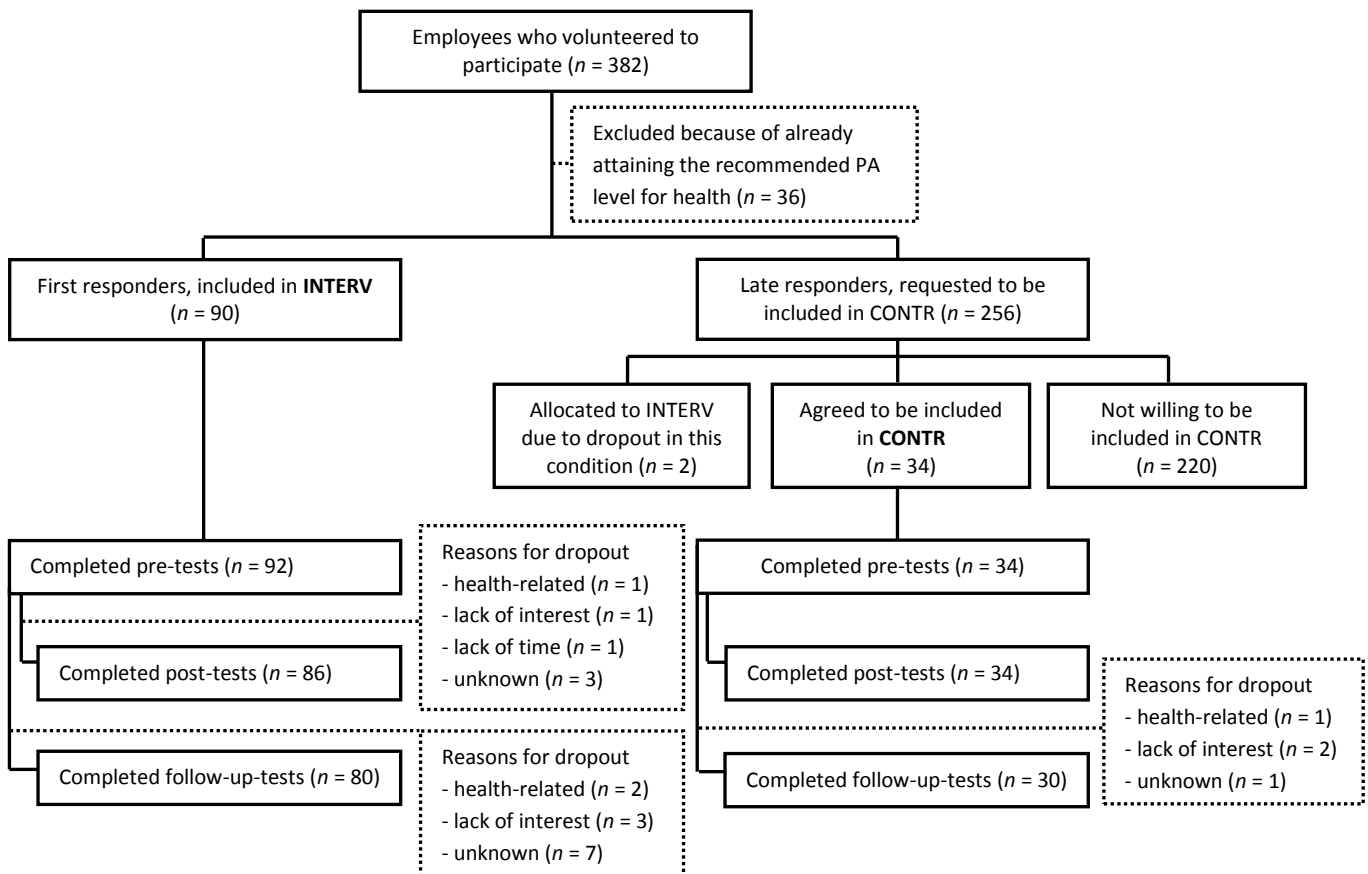 Employees who volunteered to
participate (n = 382)
Excluded because of already
attaining the recommended PA
level for health (n = 36)
First responders, included in INTERV
(n = 90)
Late responders, requested to be
included in CONTR (n = 256)
Allocated to INTERV
due to dropout in this
condition (n = 2)
Agreed to be included
in CONTR
(n = 34)
Not willing to be
included in CONTR
(n = 220)
Completed pre-tests (n = 92)
Reasons for dropout
- health-related (n = 1)
- lack of interest (n = 1)
- lack of time (n = 1)
- unknown (n = 3)
Completed post-tests (n = 86)
Completed follow-up-tests (n = 80)
Reasons for dropout
- health-related (n = 2)
- lack of interest (n = 3)
- unknown (n = 7)
Completed pre-tests (n = 34)
Completed post-tests (n = 34)
Reasons for dropout
- health-related (n = 1)
- lack of interest (n = 2)
- unknown (n = 1)
Completed follow-up-tests (n = 30)